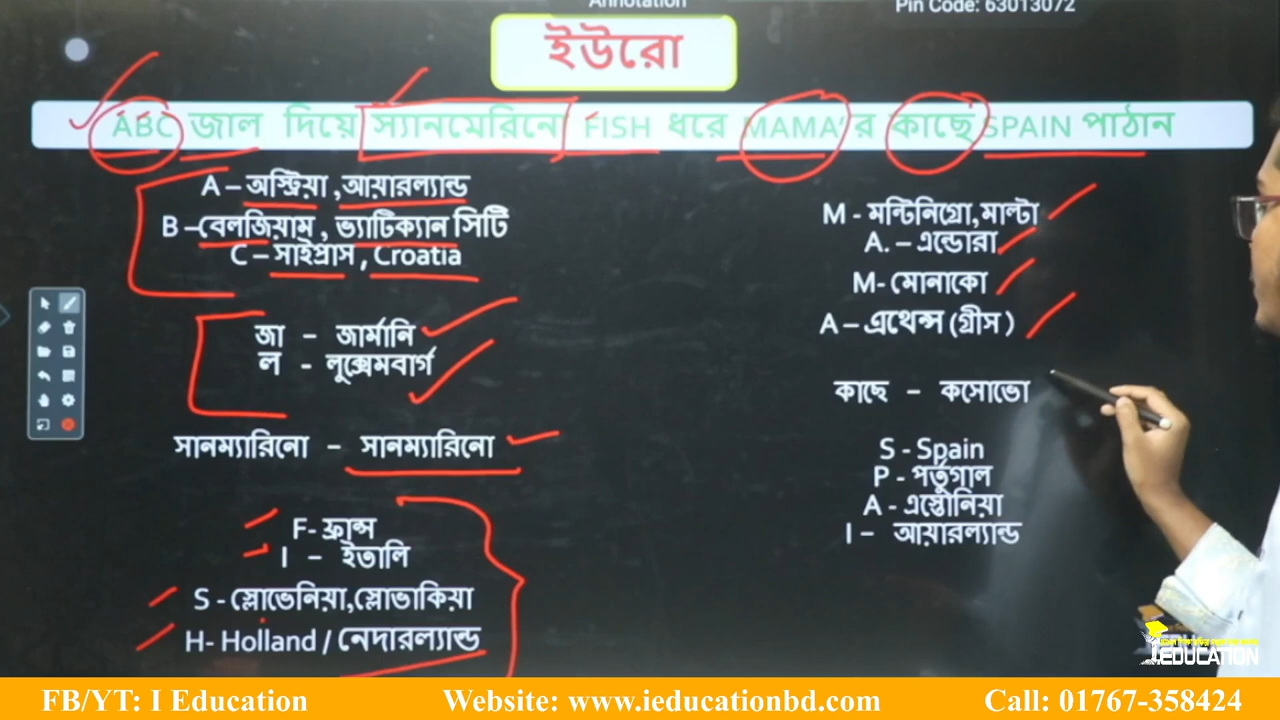 Annotation
Pin Code: 63013072
ইউরো
ABC জাল দিয়ে স্যানমেরিনো FISH ধরে MAMA'র কাছে SPAIN পাঠান
A – অস্ট্রিয়া ,আয়ারল্যান্ড
B –বেলজিয়াম , ভ্যাটিক্যান সিটি
C – সাইপ্রাস , Croatia
জা – জার্মানি
ল - লুক্সেমবার্গ
সানম্যারিনো – সানম্যারিনো
F- ফ্রান্স
I – ইতালি
S - স্লোভেনিয়া,স্লোভাকিয়া
H- Holland / নেদারল্যান্ড
M - মন্টিনিগ্রো,মাল্টা
A. – এন্ডোরা
M- মোনাকো
A – এথেন্স (গ্রীস )
কাছে – কসোভো
S - Spain
P - পর্তুগাল
A - এস্তোনিয়া
I – আয়ারল্যান্ড
EDUCATION
FB/YT: I Education
Website: www.ieducationbd.com
Call: 01767-358424